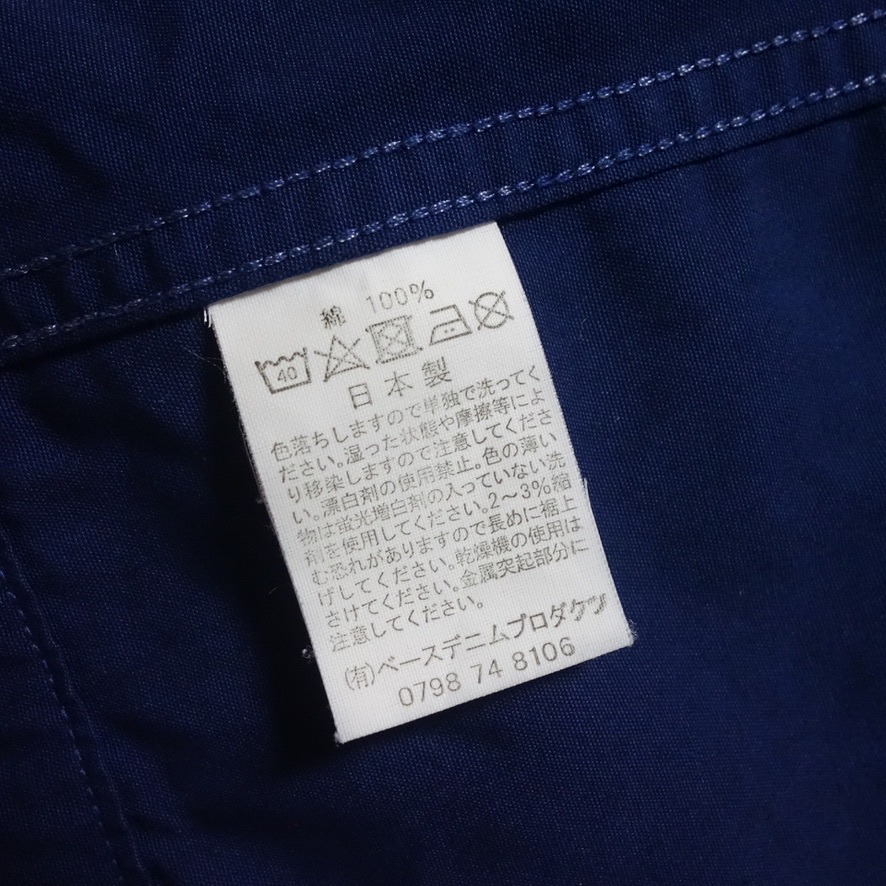 綿 100%
40
日本製
色落ちしますので単独で洗ってく
ださい。湿った状態や摩擦等によ
り移染しますので注意してくださ
い。漂白剤の使用禁止。色の薄い
物は蛍光増白剤の入っていない洗
剤を使用してください。2～3%縮
む恐れがありますので長めに裾上
げしてください。乾燥機の使用は
さけてください。金属突起部分に
注意してください。
(有)ベースデニムプロダクツ
0798 74 8106